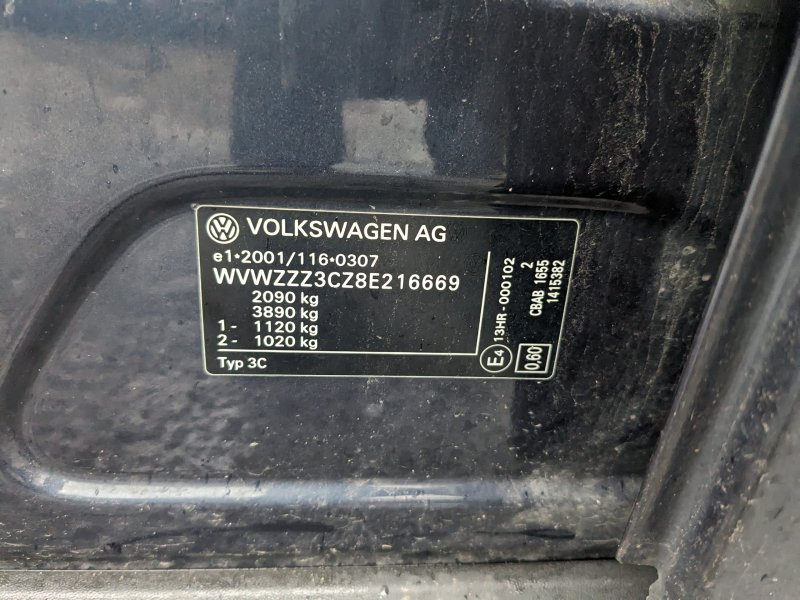 VOLKSWAGEN AG
e1*2001/116*0307
WVWZZZ3CZ8E216669
2090 kg
3890 kg
1 - 1120 kg
2 - 1020 kg
Typ 3C
E4 13HR-000102
2
CBAB 1655
1415382
0,60